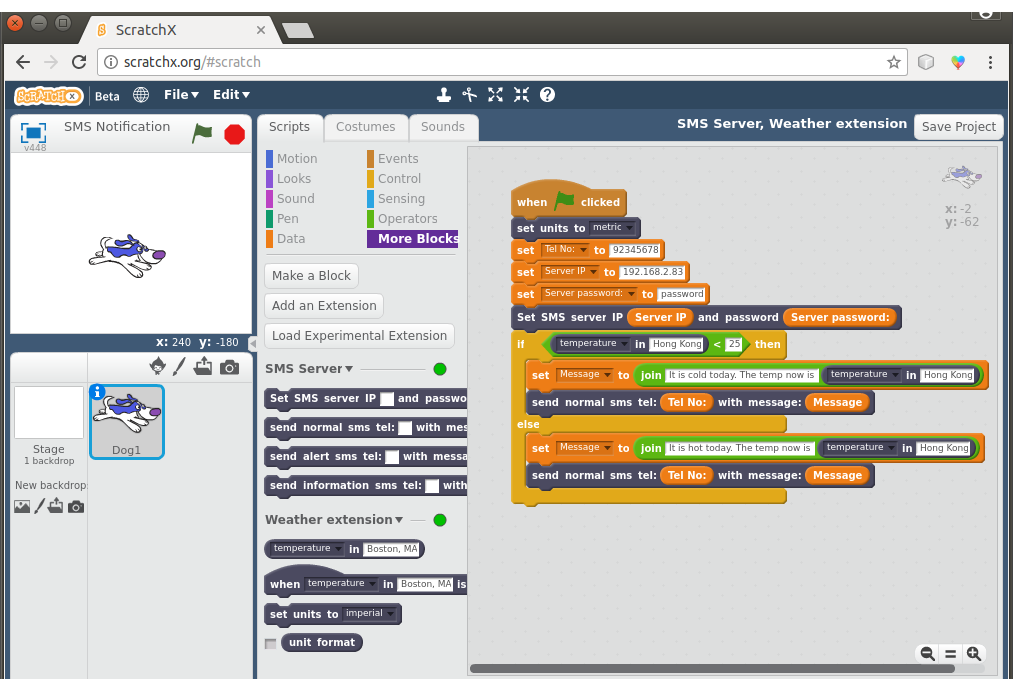 ScratchX
scratchx.org/#scratch
SCRATCHX Beta File Edit
SMS Notification
v448
Scripts Costumes Sounds
SMS Server, Weather extension Save Project
Motion Events
Looks Control
Sound Sensing
Pen Operators
Data More Blocks
Make a Block
Add an Extension
Load Experimental Extension
SMS Server
Set SMS server IP and passwo
send normal sms tel: with mes
send alert sms tel: with messa
send information sms tel: with
Weather extension
temperature in Boston, MA
when temperature in Boston, MA is
set units to imperial
unit format
x: 240 y: -180
Stage
1 backdrop
New backdrop:
Dog1
x: -2
y: -62
when clicked
set units to metric
set Tel No: to 92345678
set Server IP to 192.168.2.83
set Server password: to password
Set SMS server IP Server IP and password Server password:
if temperature in Hong Kong < 25 then
set Message to join It is cold today. The temp now is temperature in Hong Kong
send normal sms tel: Tel No: with message: Message
else
set Message to join It is hot today. The temp now is temperature in Hong Kong
send normal sms tel: Tel No: with message: Message